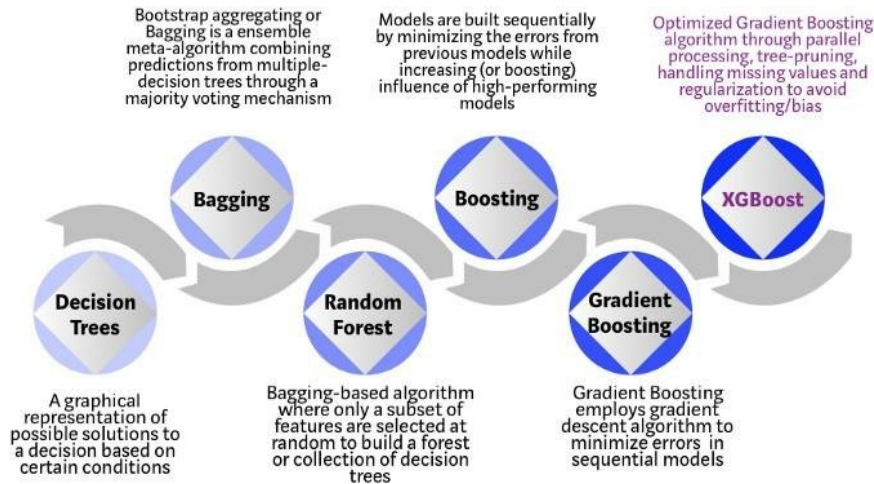 Bootstrap aggregating or
Bagging is a ensemble
meta-algorithm combining
predictions from multiple-
decision trees through a
majority voting mechanism
Models are built sequentially
by minimizing the errors from
previous models while
increasing (or boosting)
influence of high-performing
models
Optimized Gradient Boosting
algorithm through parallel
processing, tree-pruning,
handling missing values and
regularization to avoid
overfitting/bias
Bagging
Boosting
XGBoost
Decision
Trees
Random
Forest
Gradient
Boosting
A graphical
representation of
possible solutions to
a decision based on
certain conditions
Bagging-based algorithm
where only a subset of
features are selected at
random to build a forest
or collection of decision
trees
Gradient Boosting
employs gradient
descent algorithm to
minimize errors in
sequential models